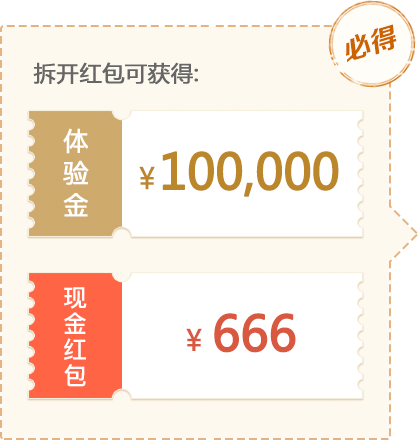 必得
拆开红包可获得:
体验金
¥100,000
现金红包
¥ 666